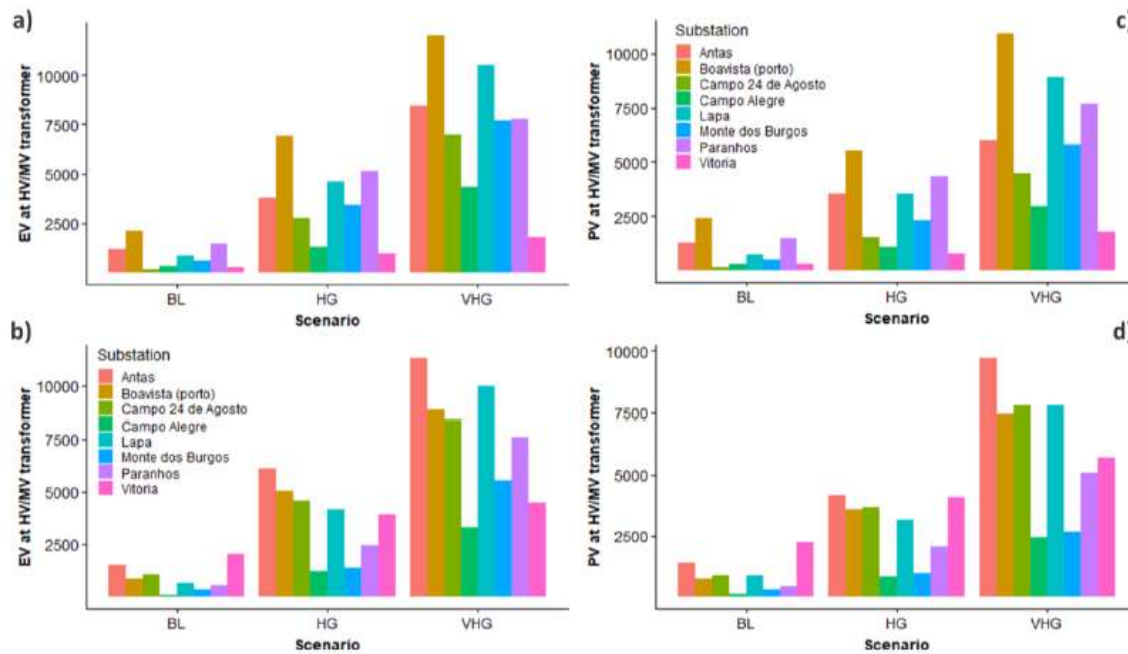 a)
EV at HV/MV transformer
10000
7500
5000
2500
BL
HG
VHG
Scenario
c)
PV at HV/MV transformer
Substation
Antas
Boavista (porto)
Campo 24 de Agosto
Campo Alegre
Lapa
Monte dos Burgos
Paranhos
Vitoria
10000
7500
5000
2500
BL
HG
VHG
Scenario
b)
EV at HV/MV transformer
Substation
Antas
Boavista (porto)
Campo 24 de Agosto
Campo Alegre
Lapa
Monte dos Burgos
Paranhos
Vitoria
10000
7500
5000
2500
BL
HG
VHG
Scenario
d)
PV at HV/MV transformer
10000
7500
5000
2500
BL
HG
VHG
Scenario